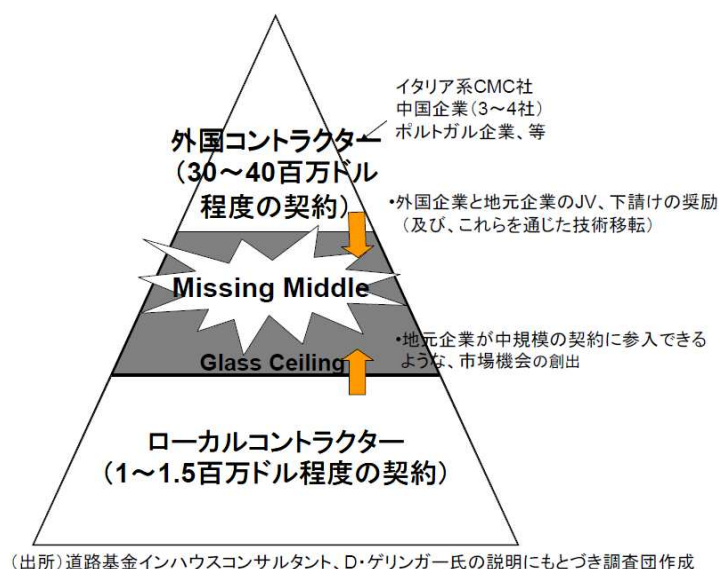 イタリア系CMC社
中国企業(3～4社)
ポルトガル企業、等
外国コントラクター
(30～40百万ドル
程度の契約)
・外国企業と地元企業のJV、下請けの奨励
(及び、これらを通じた技術移転)
Missing Middle
・地元企業が中規模の契約に参入できる
ような、市場機会の創出
Glass Ceiling
ローカルコントラクター
(1～1.5百万ドル程度の契約)
(出所)道路基金インハウスコンサルタント、D・ゲリンガー氏の説明にもとづき調査団作成